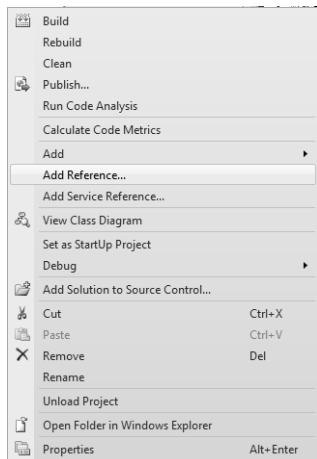 Build
Rebuild
Clean
Publish...
Run Code Analysis
Calculate Code Metrics
Add
Add Reference...
Add Service Reference...
View Class Diagram
Set as StartUp Project
Debug
Add Solution to Source Control...
Cut Ctrl+X
Paste Ctrl+V
Remove Del
Rename
Unload Project
Open Folder in Windows Explorer
Properties Alt+Enter